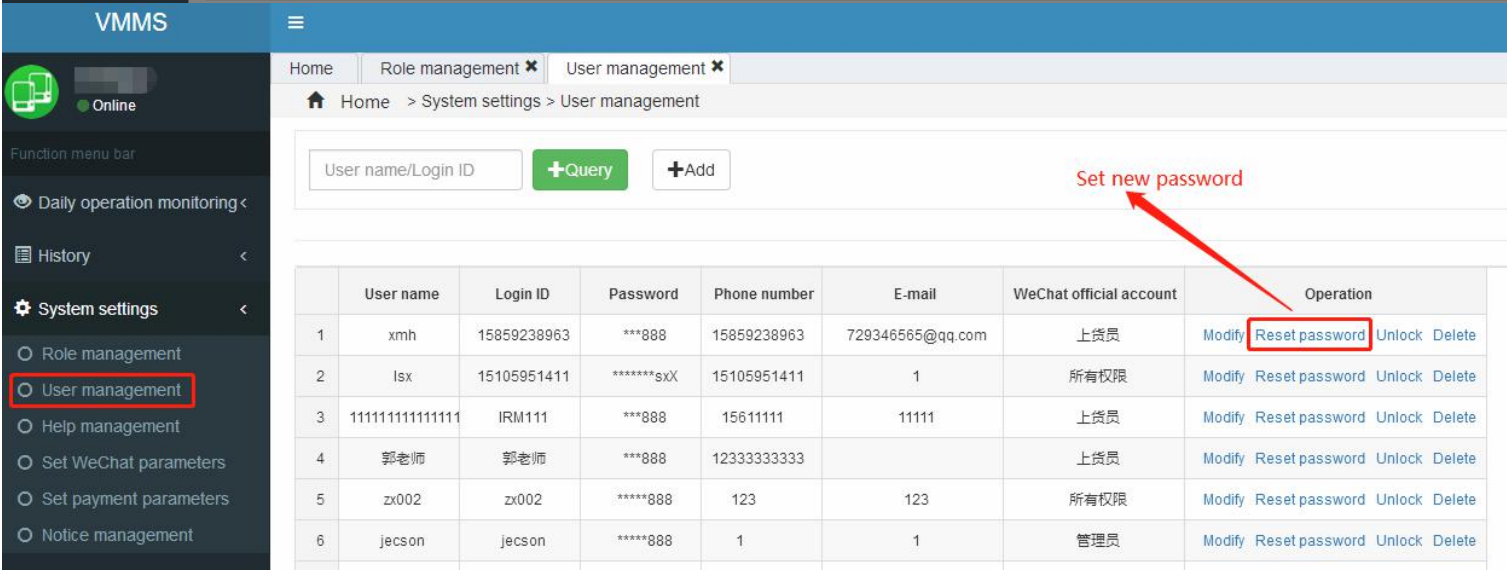 VMMS
Online
Function menu bar
Daily operation monitoring
History
System settings
Role management
User management
Help management
Set WeChat parameters
Set payment parameters
Notice management
Home Role management User management
Home > System settings > User management
User name/Login ID Query Add
Set new password
User name Login ID Password Phone number E-mail WeChat official account Operation
1 xmh 15859238963 ***888 15859238963 729346565@qq.com 上货员 Modify Reset password Unlock Delete
2 lsx 15105951411 *******sxX 15105951411 1 所有权限 Modify Reset password Unlock Delete
3 111111111111111 IRM111 ***888 15611111 11111 上货员 Modify Reset password Unlock Delete
4 郭老师 郭老师 ***888 12333333333 上货员 Modify Reset password Unlock Delete
5 zx002 zx002 *****888 123 123 所有权限 Modify Reset password Unlock Delete
6 jecson jecson *****888 1 1 管理员 Modify Reset password Unlock Delete